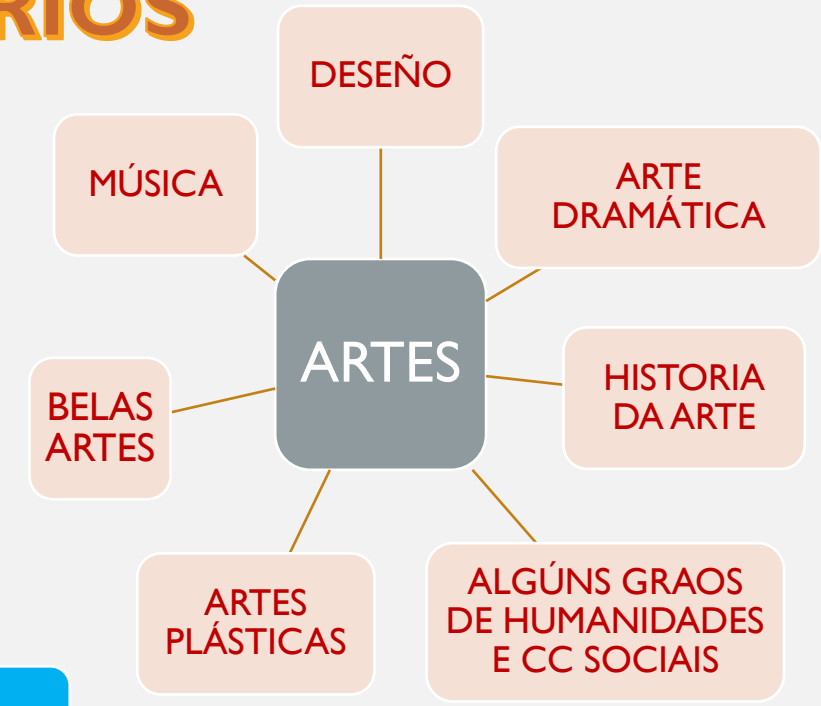 RIOS
DESEÑO
MÚSICA
ARTE
DRAMÁTICA
ARTES
HISTORIA
DA ARTE
BELAS
ARTES
ARTES
PLÁSTICAS
ALGÚNS GRAOS
DE HUMANIDADES
E CC SOCIAIS